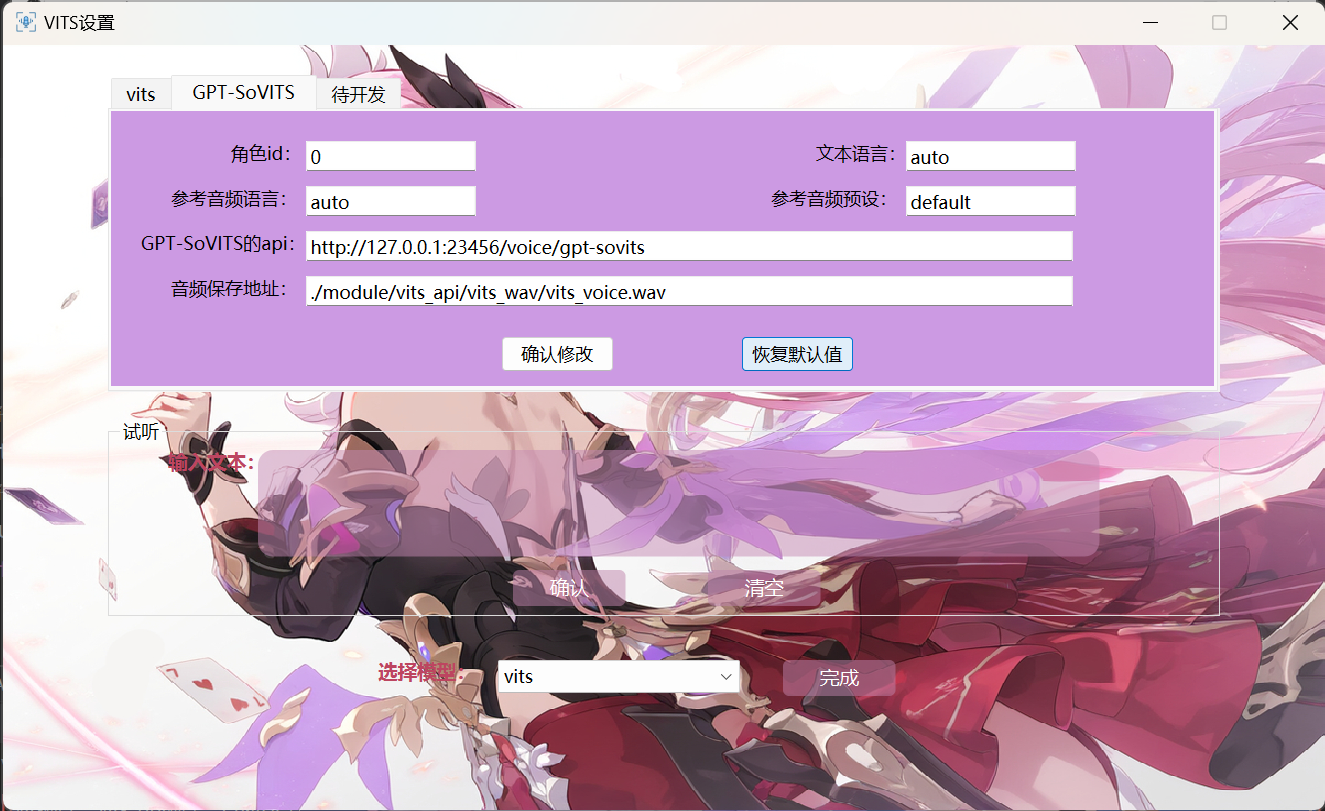 VITS设置
vits GPT-SoVITS 待开发
角色id： 0 文本语言： auto
参考音频语言： auto 参考音频预设： default
GPT-SoVITS的api： http://127.0.0.1:23456/voice/gpt-sovits
音频保存地址： ./module/vits_api/vits_wav/vits_voice.wav
确认修改 恢复默认值
试听
输入文本：
确认 清空
选择模型： vits 完成